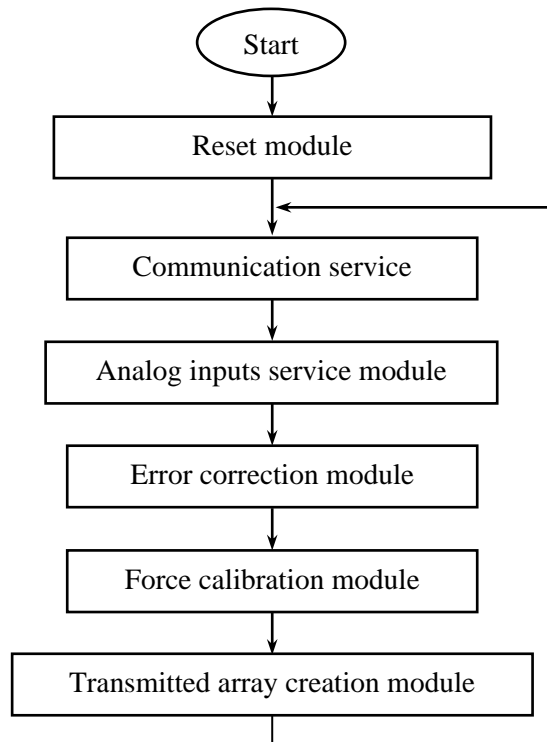 Start
Reset module
Communication service
Analog inputs service module
Error correction module
Force calibration module
Transmitted array creation module